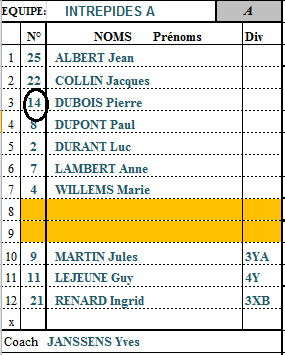 EQUIPE: INTREPIDES A A
N° NOMS Prénoms Div
1 25 ALBERT Jean
2 22 COLLIN Jacques
3 14 DUBOIS Pierre
4 8 DUPONT Paul
5 2 DURANT Luc
6 7 LAMBERT Anne
7 4 WILLEMS Marie
8
9
10 9 MARTIN Jules 3YA
11 11 LEJEUNE Guy 4Y
12 21 RENARD Ingrid 3XB
x
Coach JANSSENS Yves